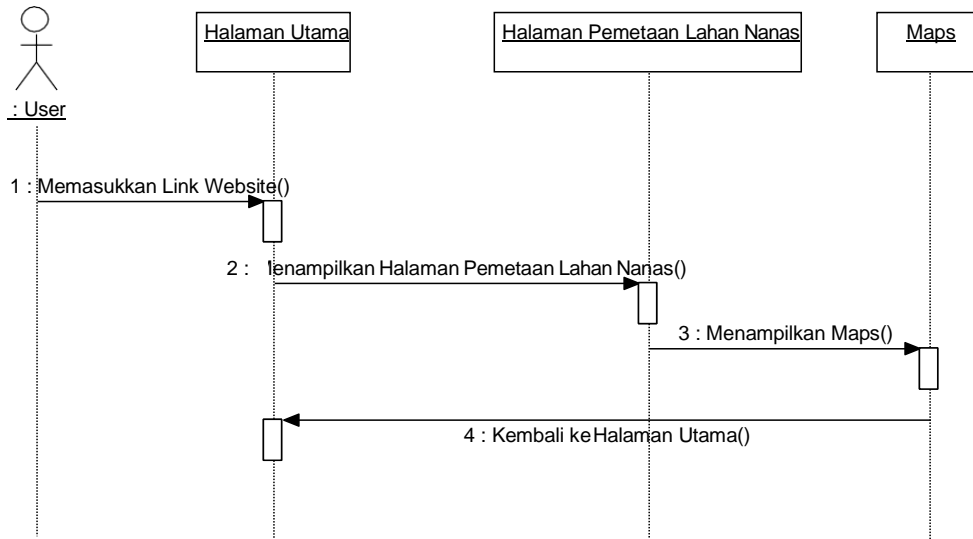 Halaman Utama
Halaman Pemetaan Lahan Nanas
Maps
: User
1 : Memasukkan Link Website()
2 : Halaman Pemetaan Lahan Nanas()
3 : Menampilkan Maps()
4 : Kembali ke Halaman Utama()